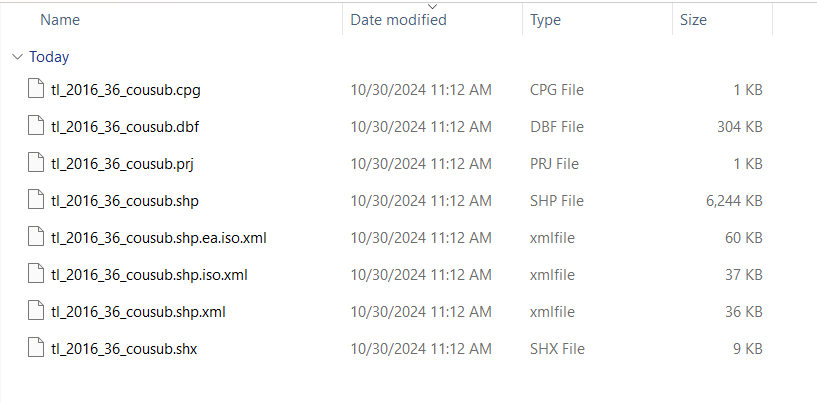 Name Date modified Type Size
Today
tl_2016_36_cousub.cpg 10/30/2024 11:12 AM CPG File 1 KB
tl_2016_36_cousub.dbf 10/30/2024 11:12 AM DBF File 304 KB
tl_2016_36_cousub.prj 10/30/2024 11:12 AM PRJ File 1 KB
tl_2016_36_cousub.shp 10/30/2024 11:12 AM SHP File 6,244 KB
tl_2016_36_cousub.shp.ea.iso.xml 10/30/2024 11:12 AM xmlfile 60 KB
tl_2016_36_cousub.shp.iso.xml 10/30/2024 11:12 AM xmlfile 37 KB
tl_2016_36_cousub.shp.xml 10/30/2024 11:12 AM xmlfile 36 KB
tl_2016_36_cousub.shx 10/30/2024 11:12 AM SHX File 9 KB